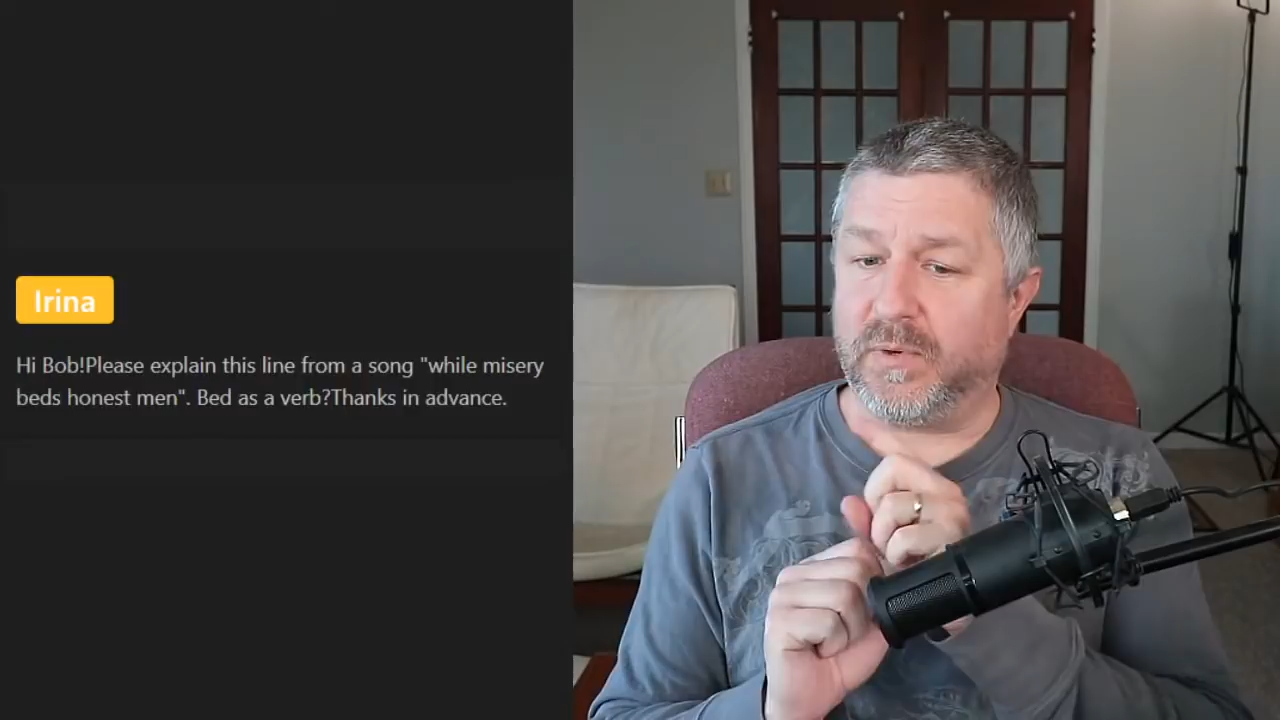 Irina
Hi Bob!Please explain this line from a song "while misery
beds honest men". Bed as a verb?Thanks in advance.